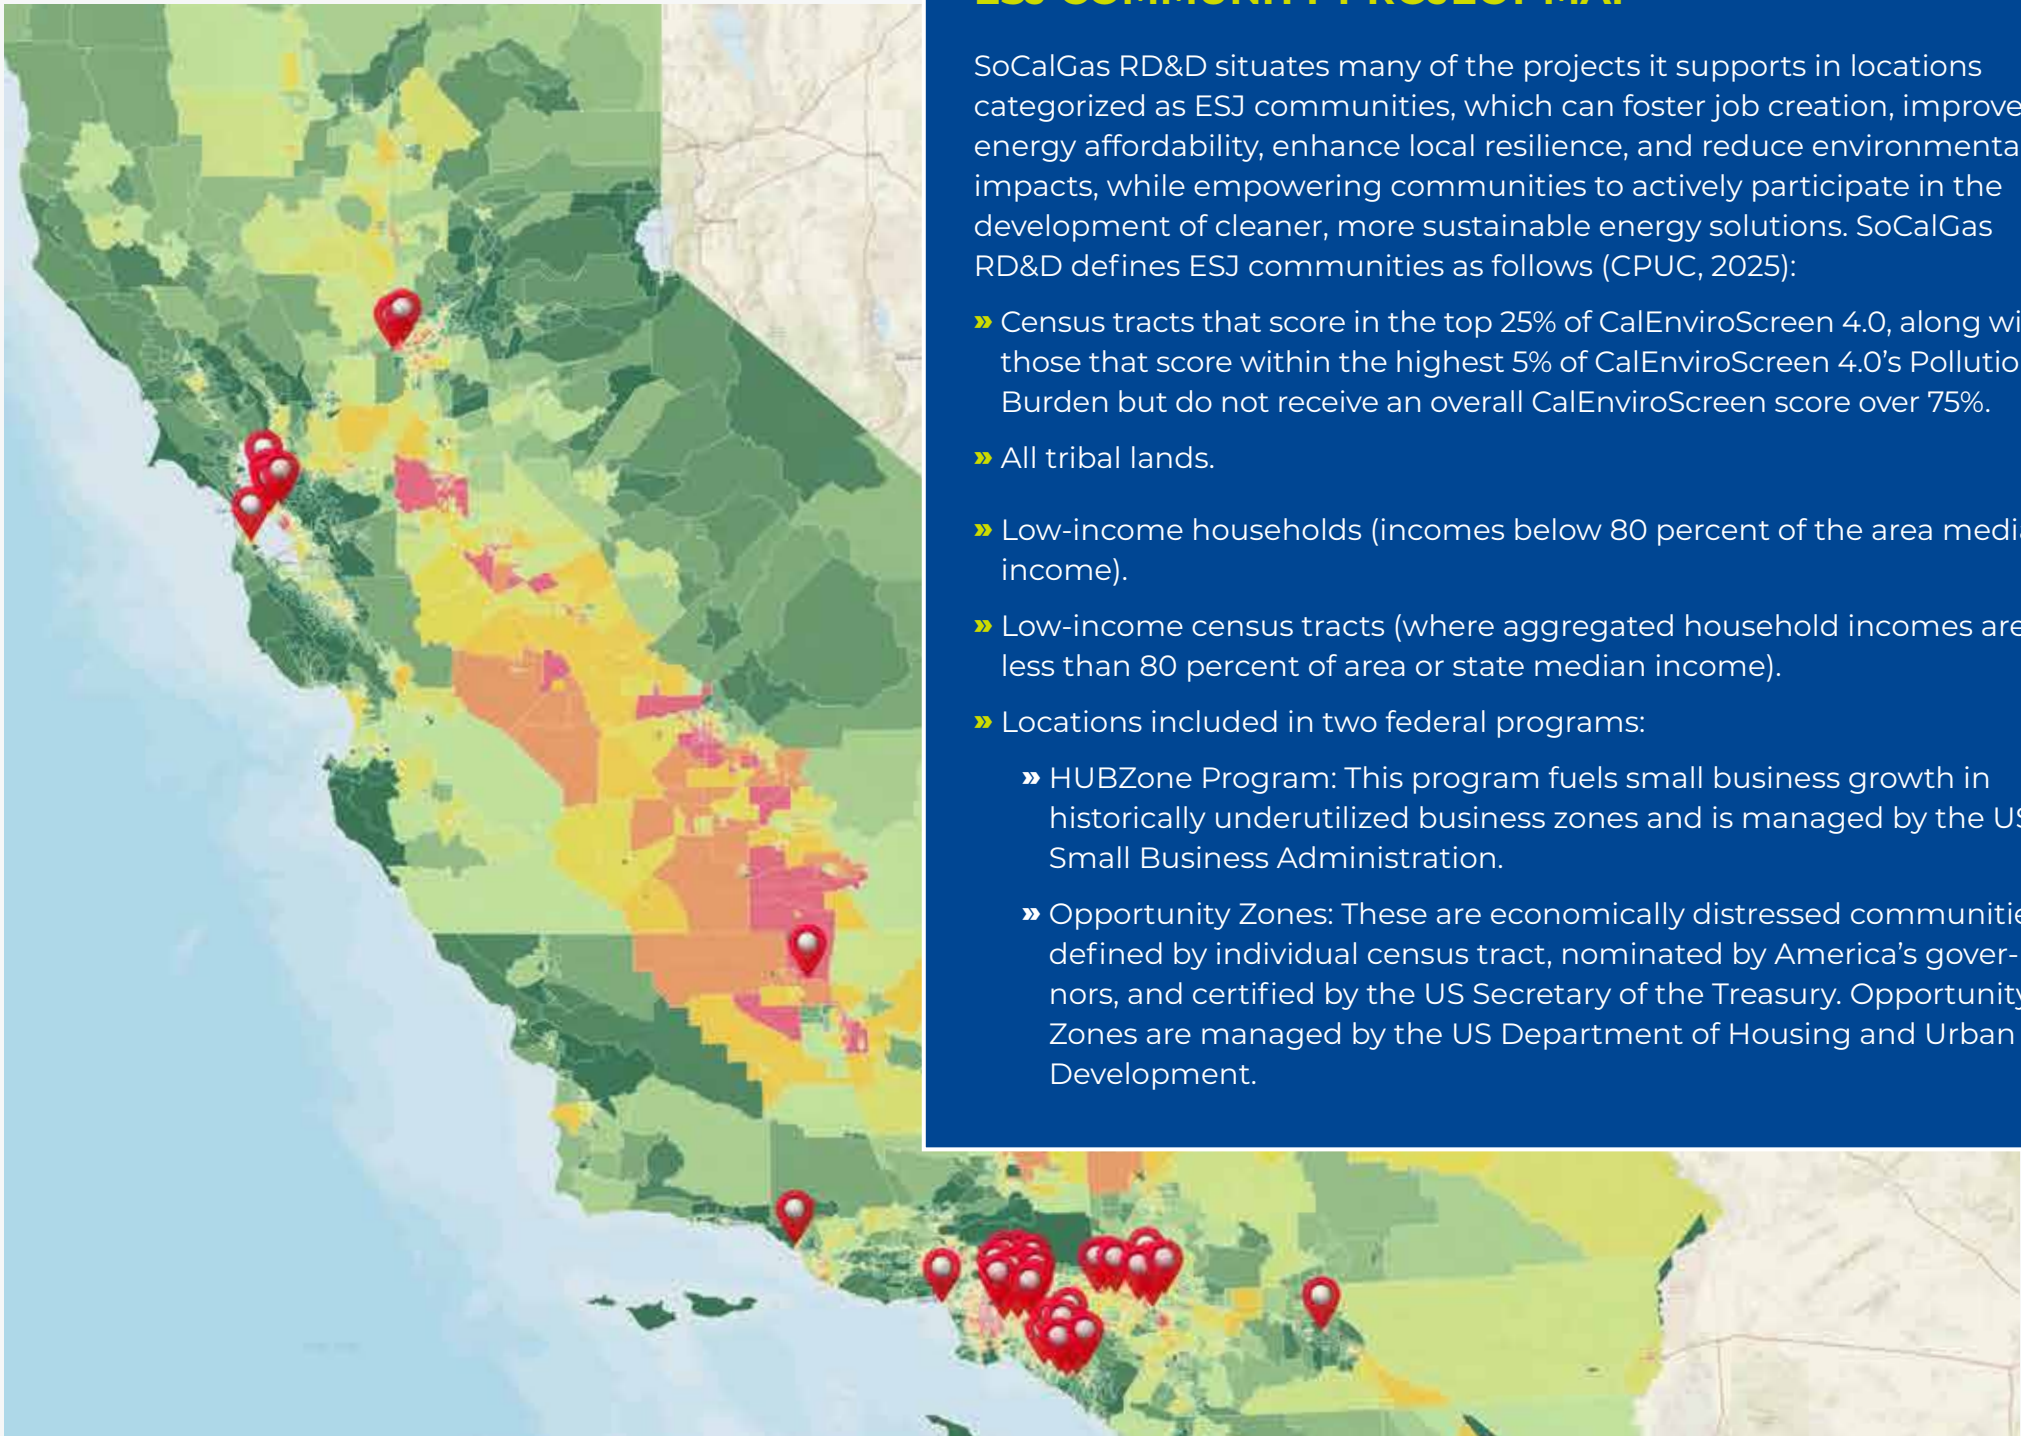 ESJ COMMUNITY PROJECT MAP
SoCalGas RD&D situates many of the projects it supports in locations
categorized as ESJ communities, which can foster job creation, improve
energy affordability, enhance local resilience, and reduce environmenta
impacts, while empowering communities to actively participate in the
development of cleaner, more sustainable energy solutions. SoCalGas
RD&D defines ESJ communities as follows (CPUC, 2025):
» Census tracts that score in the top 25% of CalEnviroScreen 4.0, along wi
those that score within the highest 5% of CalEnviroScreen 4.0’s Pollutio
Burden but do not receive an overall CalEnviroScreen score over 75%.
» All tribal lands.
» Low-income households (incomes below 80 percent of the area medi
income).
» Low-income census tracts (where aggregated household incomes are
less than 80 percent of area or state median income).
» Locations included in two federal programs:
» HUBZone Program: This program fuels small business growth in
historically underutilized business zones and is managed by the US
Small Business Administration.
» Opportunity Zones: These are economically distressed communitie
defined by individual census tract, nominated by America’s gover-
nors, and certified by the US Secretary of the Treasury. Opportunity
Zones are managed by the US Department of Housing and Urban
Development.